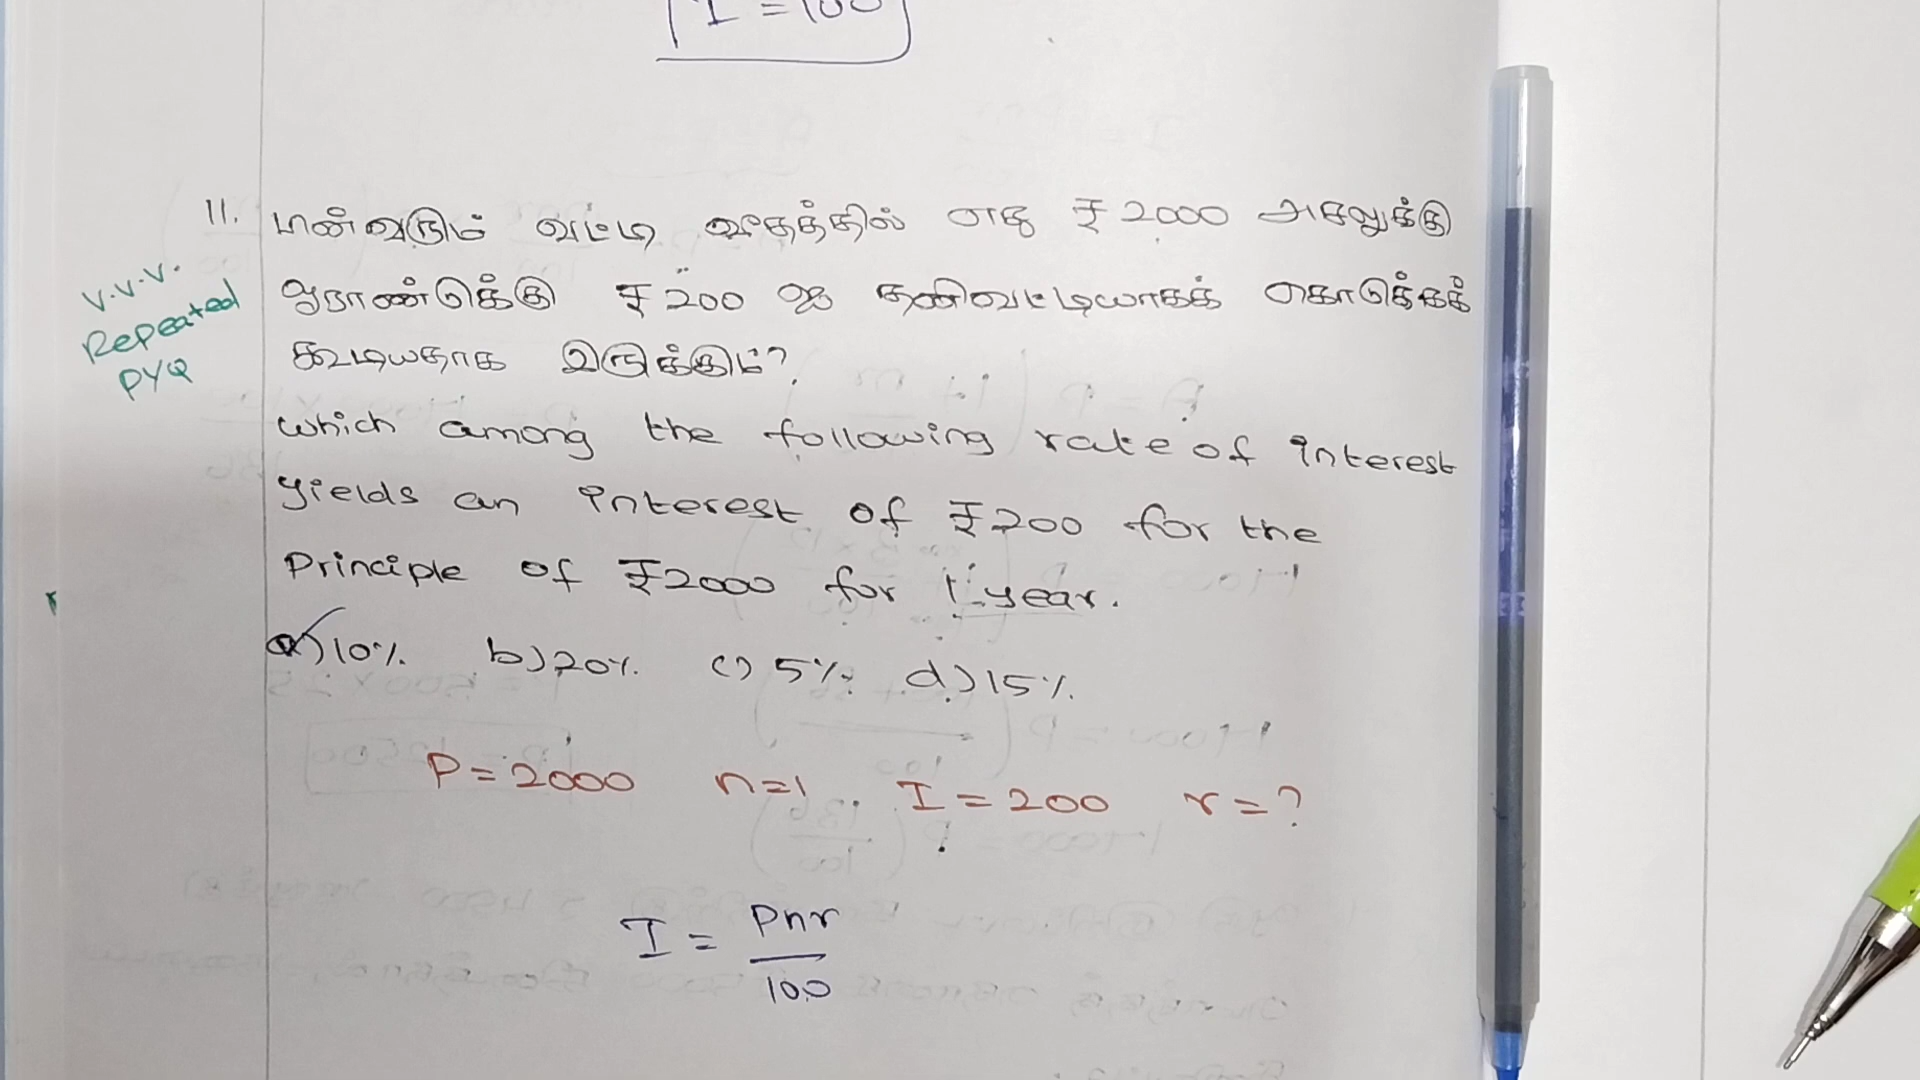 I = 100
11. பின்வரும் வட்டி வீதத்தில் எது ₹ 2000 அசலுக்கு
V.V.V. Repeated PYQ
ஓராண்டுக்கு ₹ 200 ஐ தனிவட்டியாகக் கொடுக்கக்
கூடியதாக இருக்கும்?
which among the following rate of interest
yields an interest of ₹200 for the
Principle of ₹2000 for 1 year.
a) 10% b) 20% c) 5% d) 15%
P = 2000 n = 1 I = 200 r = ?
I = Pnr
100